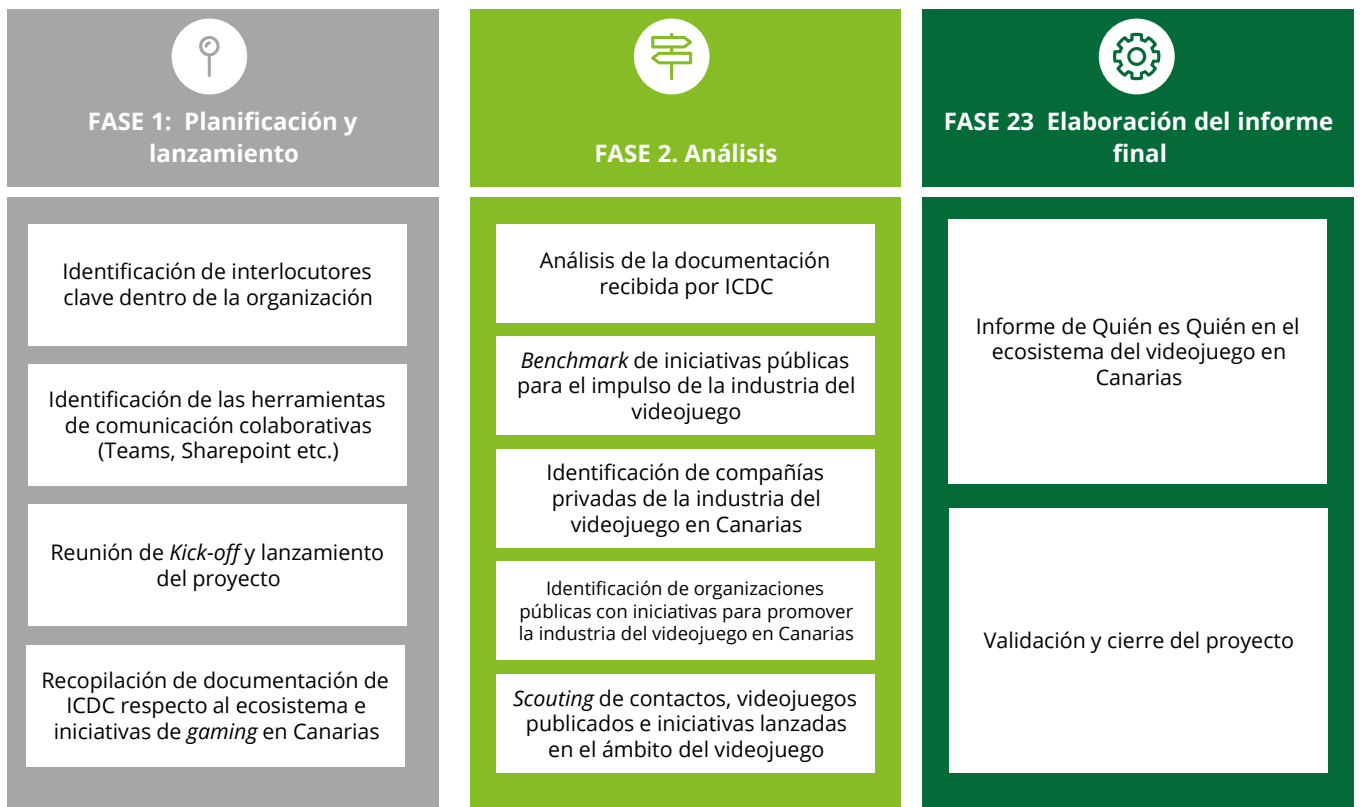 FASE 1:  Planificación y
lanzamiento
Identificación de interlocutores
clave dentro de la organización
Identificación de las herramientas
de comunicación colaborativas
(Teams, Sharepoint etc.)
Reunión de Kick-off y lanzamiento
del proyecto
Recopilación de documentación de
ICDC respecto al ecosistema e
iniciativas de gaming en Canarias
FASE 2. Análisis
Análisis de la documentación
recibida por ICDC
Benchmark de iniciativas públicas
para el impulso de la industria del
videojuego
Identificación de compañías
privadas de la industria del
videojuego en Canarias
Identificación de organizaciones
públicas con iniciativas para promover
la industria del videojuego en Canarias
Scouting de contactos, videojuegos
publicados e iniciativas lanzadas
en el ámbito del videojuego
FASE 23  Elaboración del informe
final
Informe de Quién es Quién en el
ecosistema del videojuego en
Canarias
Validación y cierre del proyecto